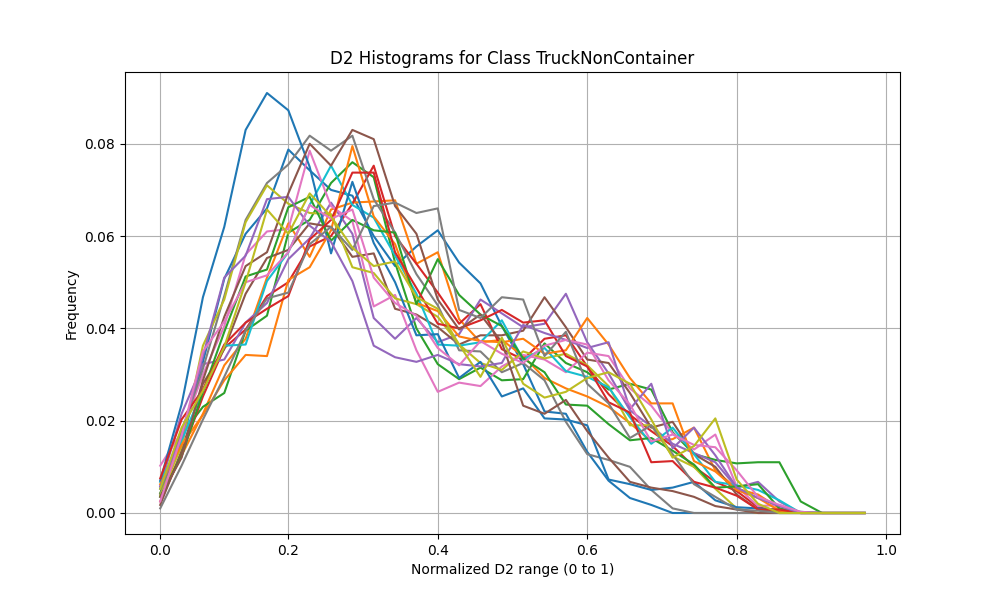 D2 Histograms for Class TruckNonContainer
Frequency
0.08
0.06
0.04
0.02
0.00
0.0 0.2 0.4 0.6 0.8 1.0
Normalized D2 range (0 to 1)